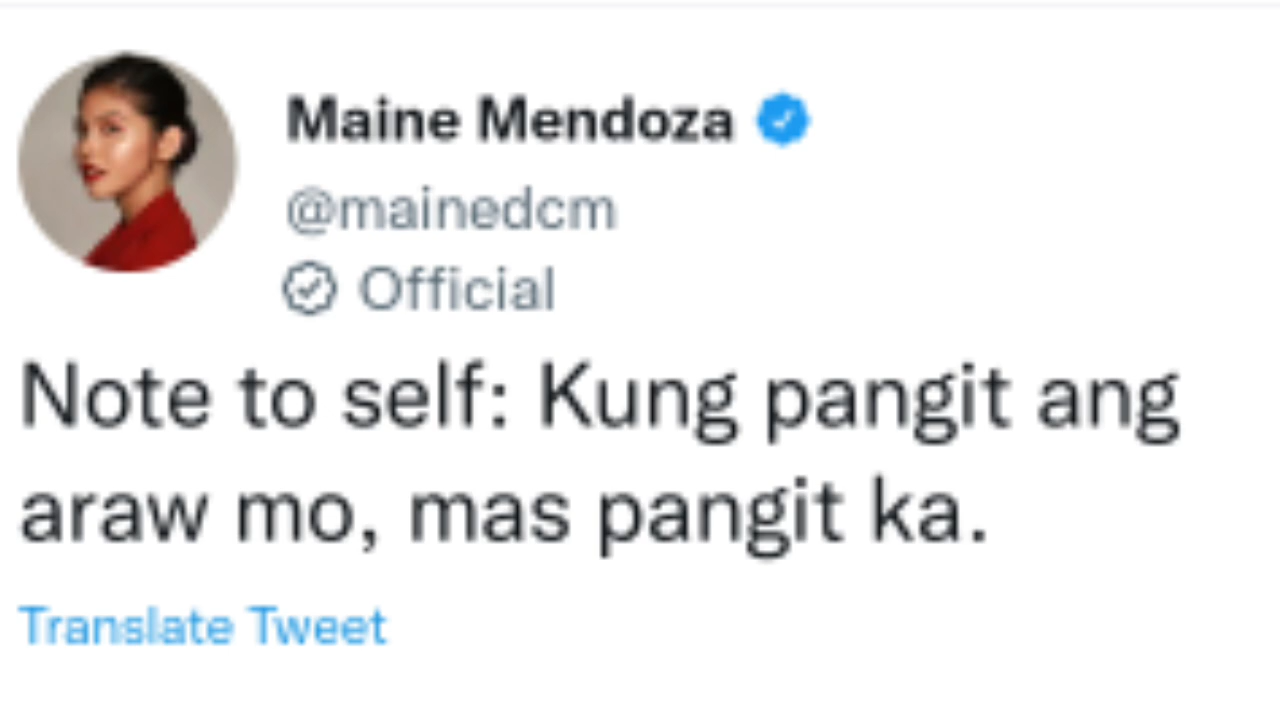 Maine Mendoza
@mainedcm
Official
Note to self: Kung pangit ang
araw mo, mas pangit ka.
Translate Tweet